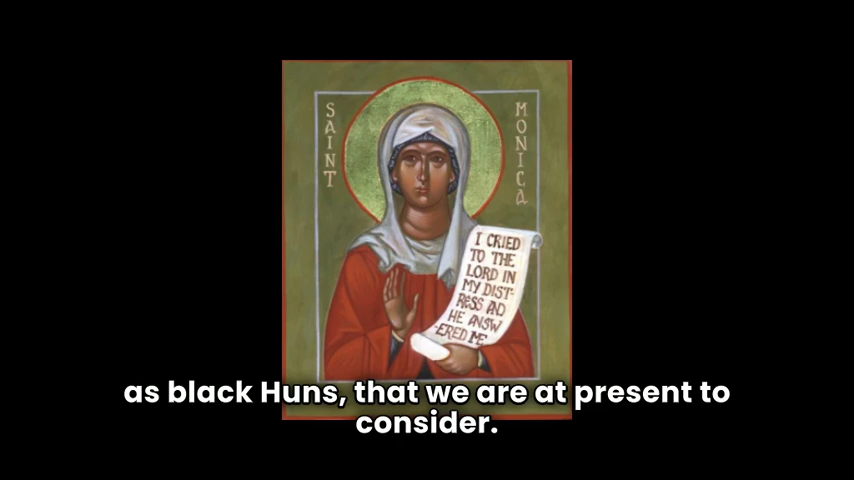 SAINT
MONICA
I CRIED
TO THE
LORD IN
MY DIST-
RESS AND
HE ANSW
-ERED ME.
as black Huns, that we are at present to
consider.